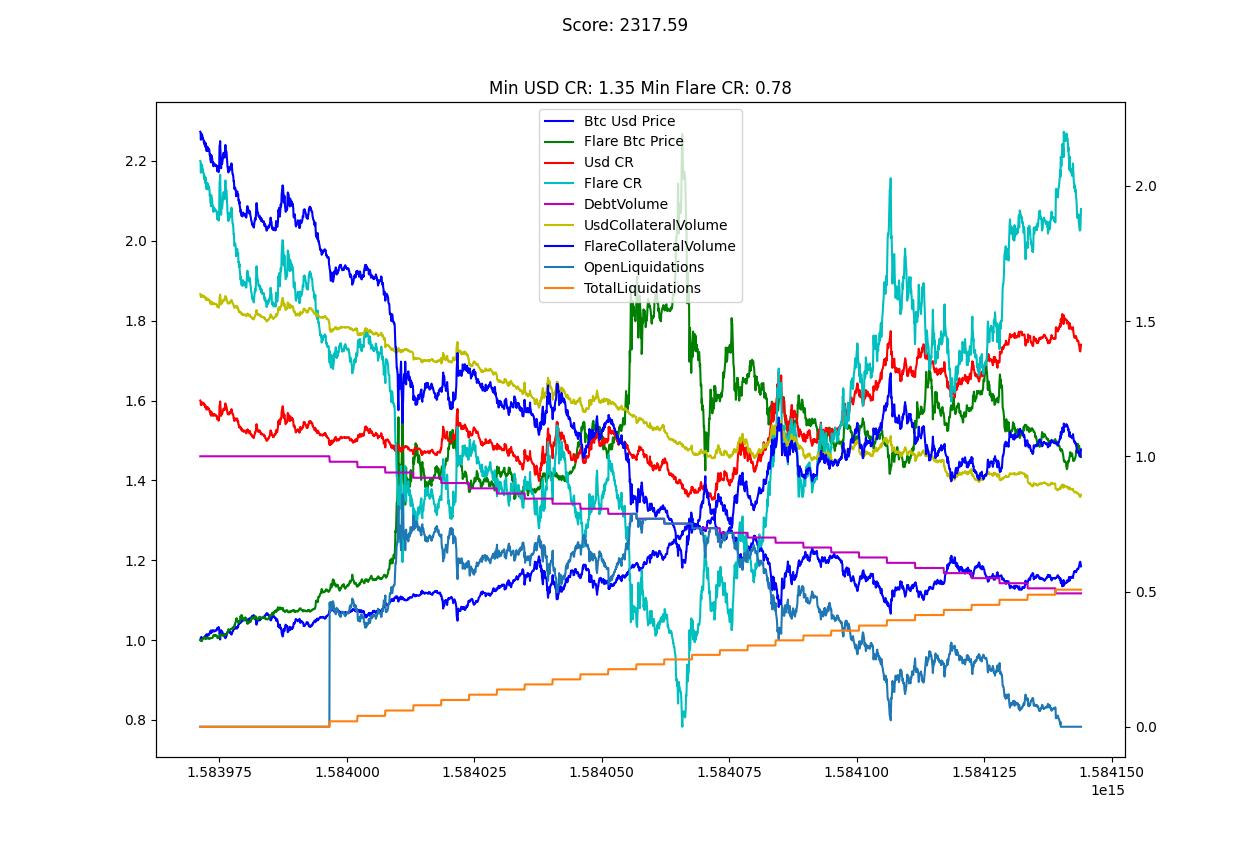 Score: 2317.59
Min USD CR: 1.35 Min Flare CR: 0.78
Btc Usd Price
Flare Btc Price
Usd CR
Flare CR
DebtVolume
UsdCollateralVolume
FlareCollateralVolume
OpenLiquidations
TotalLiquidations
2.2
2.0
1.8
1.6
1.4
1.2
1.0
0.8
2.0
1.5
1.0
0.5
0.0
1.583975
1.584000
1.584025
1.584050
1.584075
1.584100
1.584125
1.584150
1e15